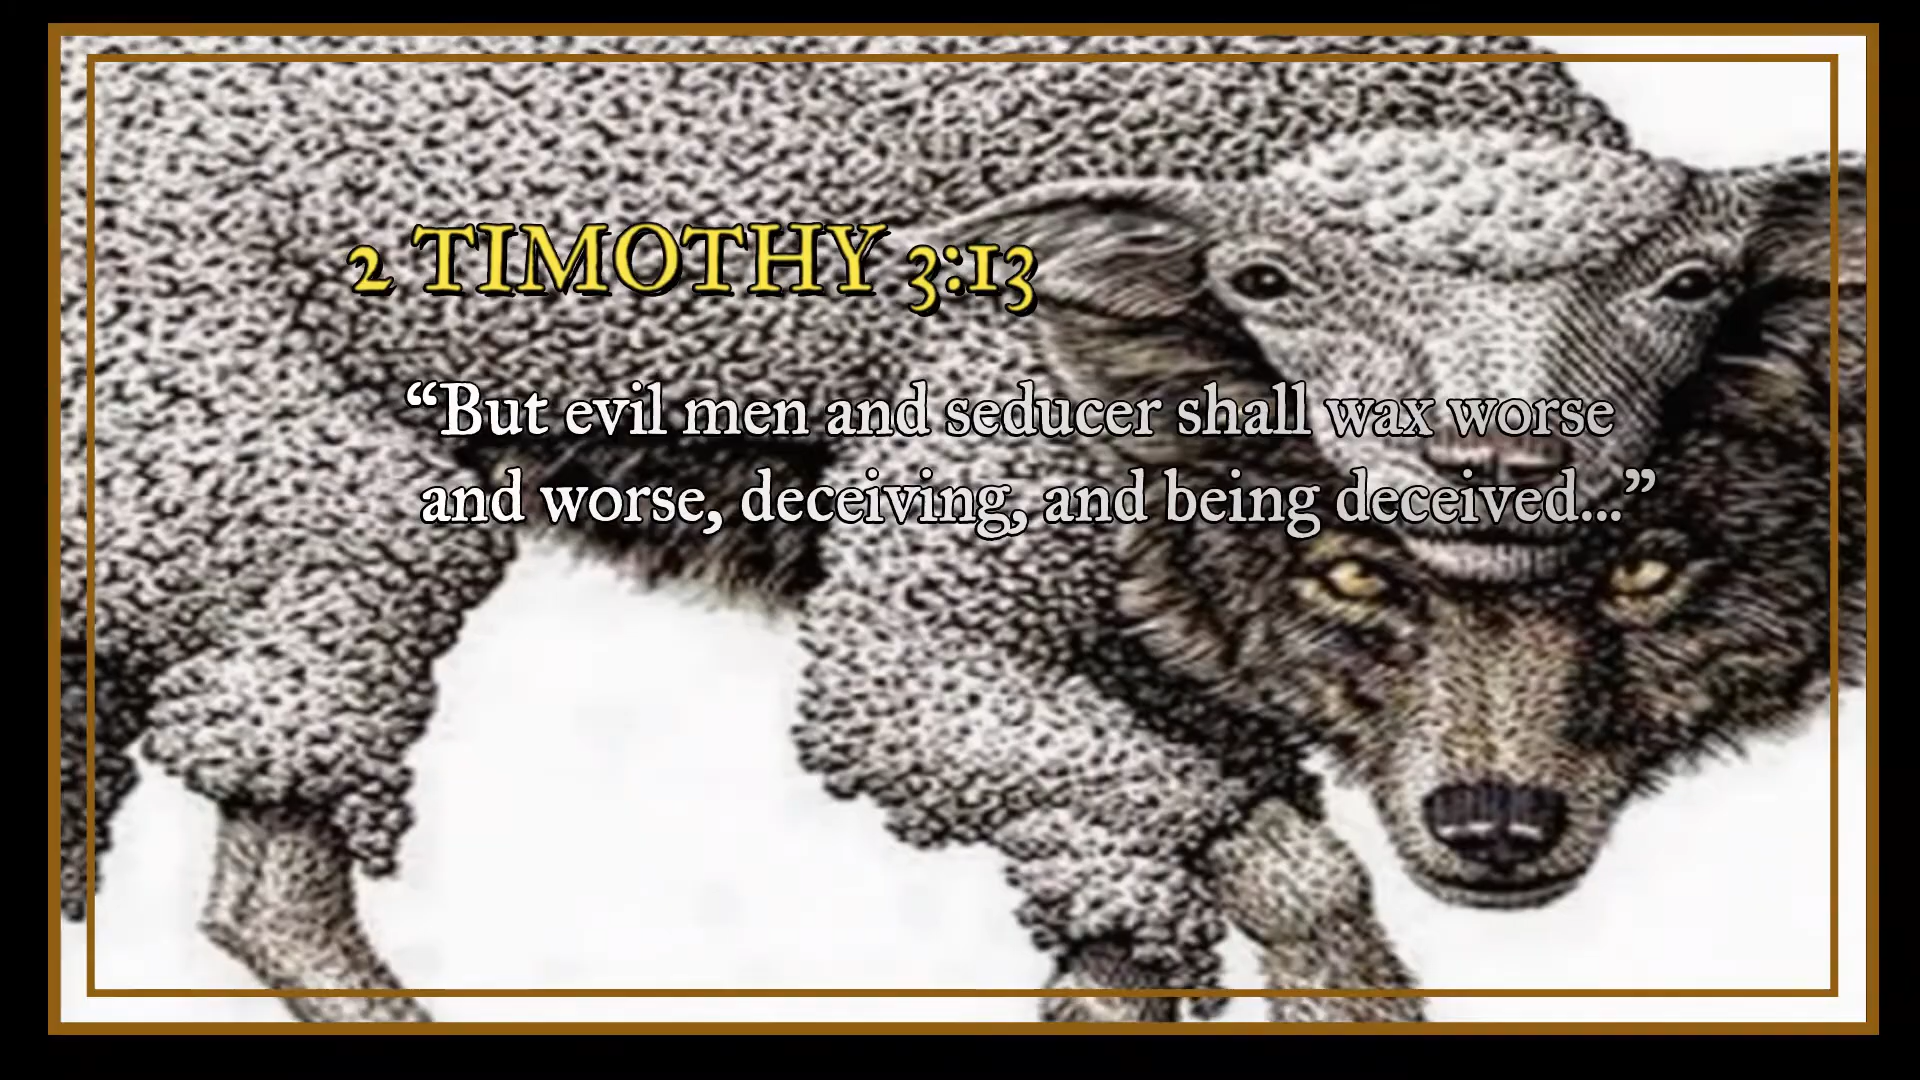 2 TIMOTHY 3:13
“But evil men and seducer shall wax worse
and worse, deceiving, and being deceived...”